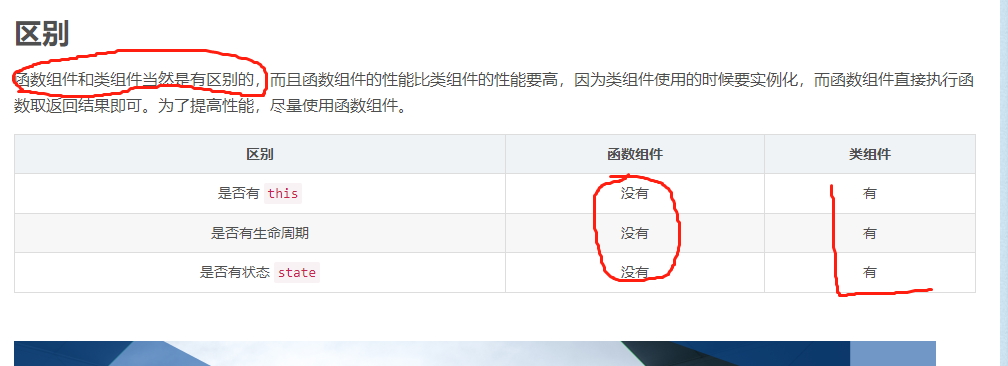 区别
函数组件和类组件当然是有区别的，而且函数组件的性能比类组件的性能要高，因为类组件使用的时候要实例化，而函数组件直接执行函
数取返回结果即可。为了提高性能，尽量使用函数组件。
区别 函数组件 类组件
是否有 this 没有 有
是否有生命周期 没有 有
是否有状态 state 没有 有